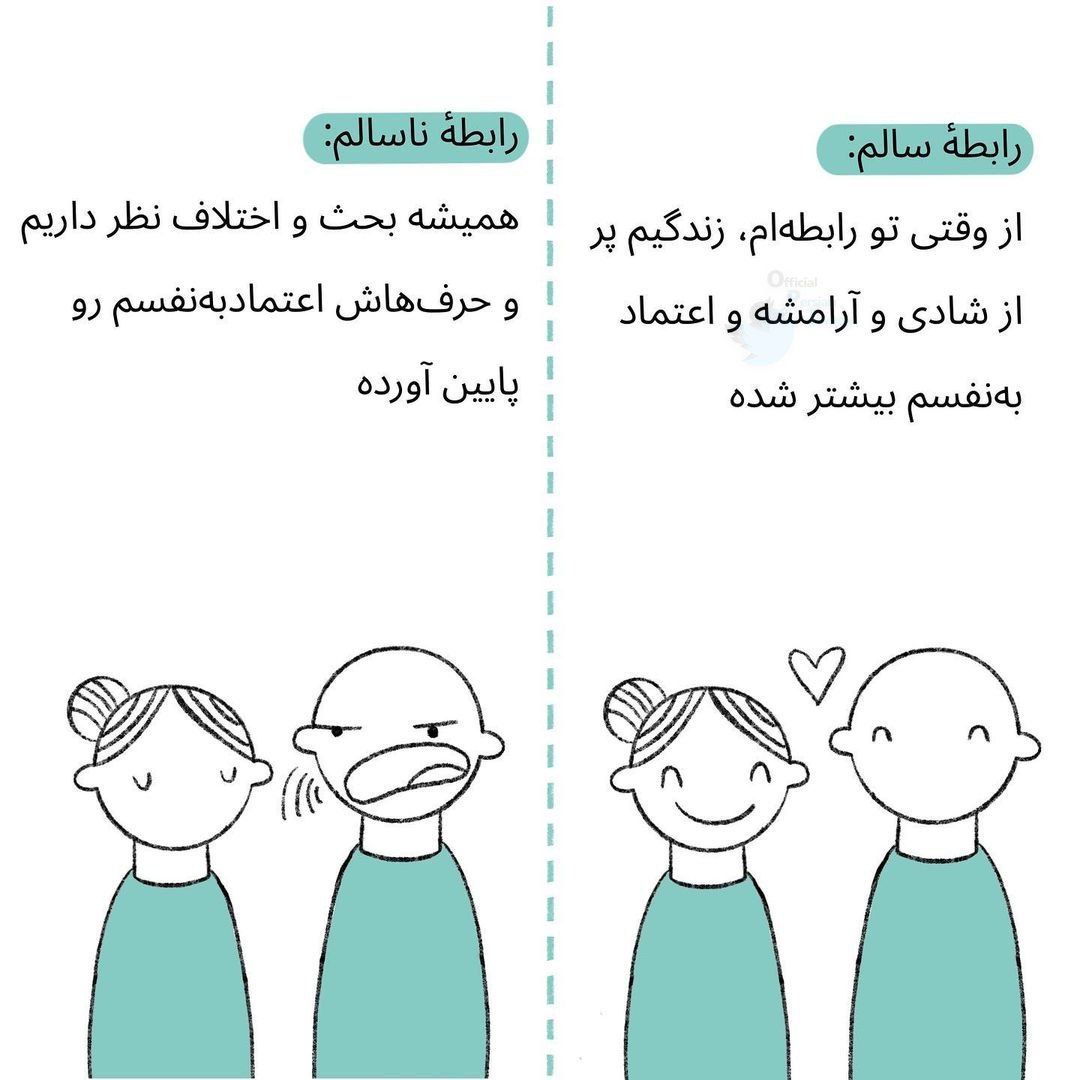 رابطهٔ سالم:
از وقتی تو رابطه‌ام، زندگیم پر
از شادی و آرامشه و اعتماد
به‌نفسم بیشتر شده
رابطهٔ ناسالم:
همیشه بحث و اختلاف نظر داریم
و حرف‌هاش اعتمادبه‌نفسم رو
پایین آورده
Official